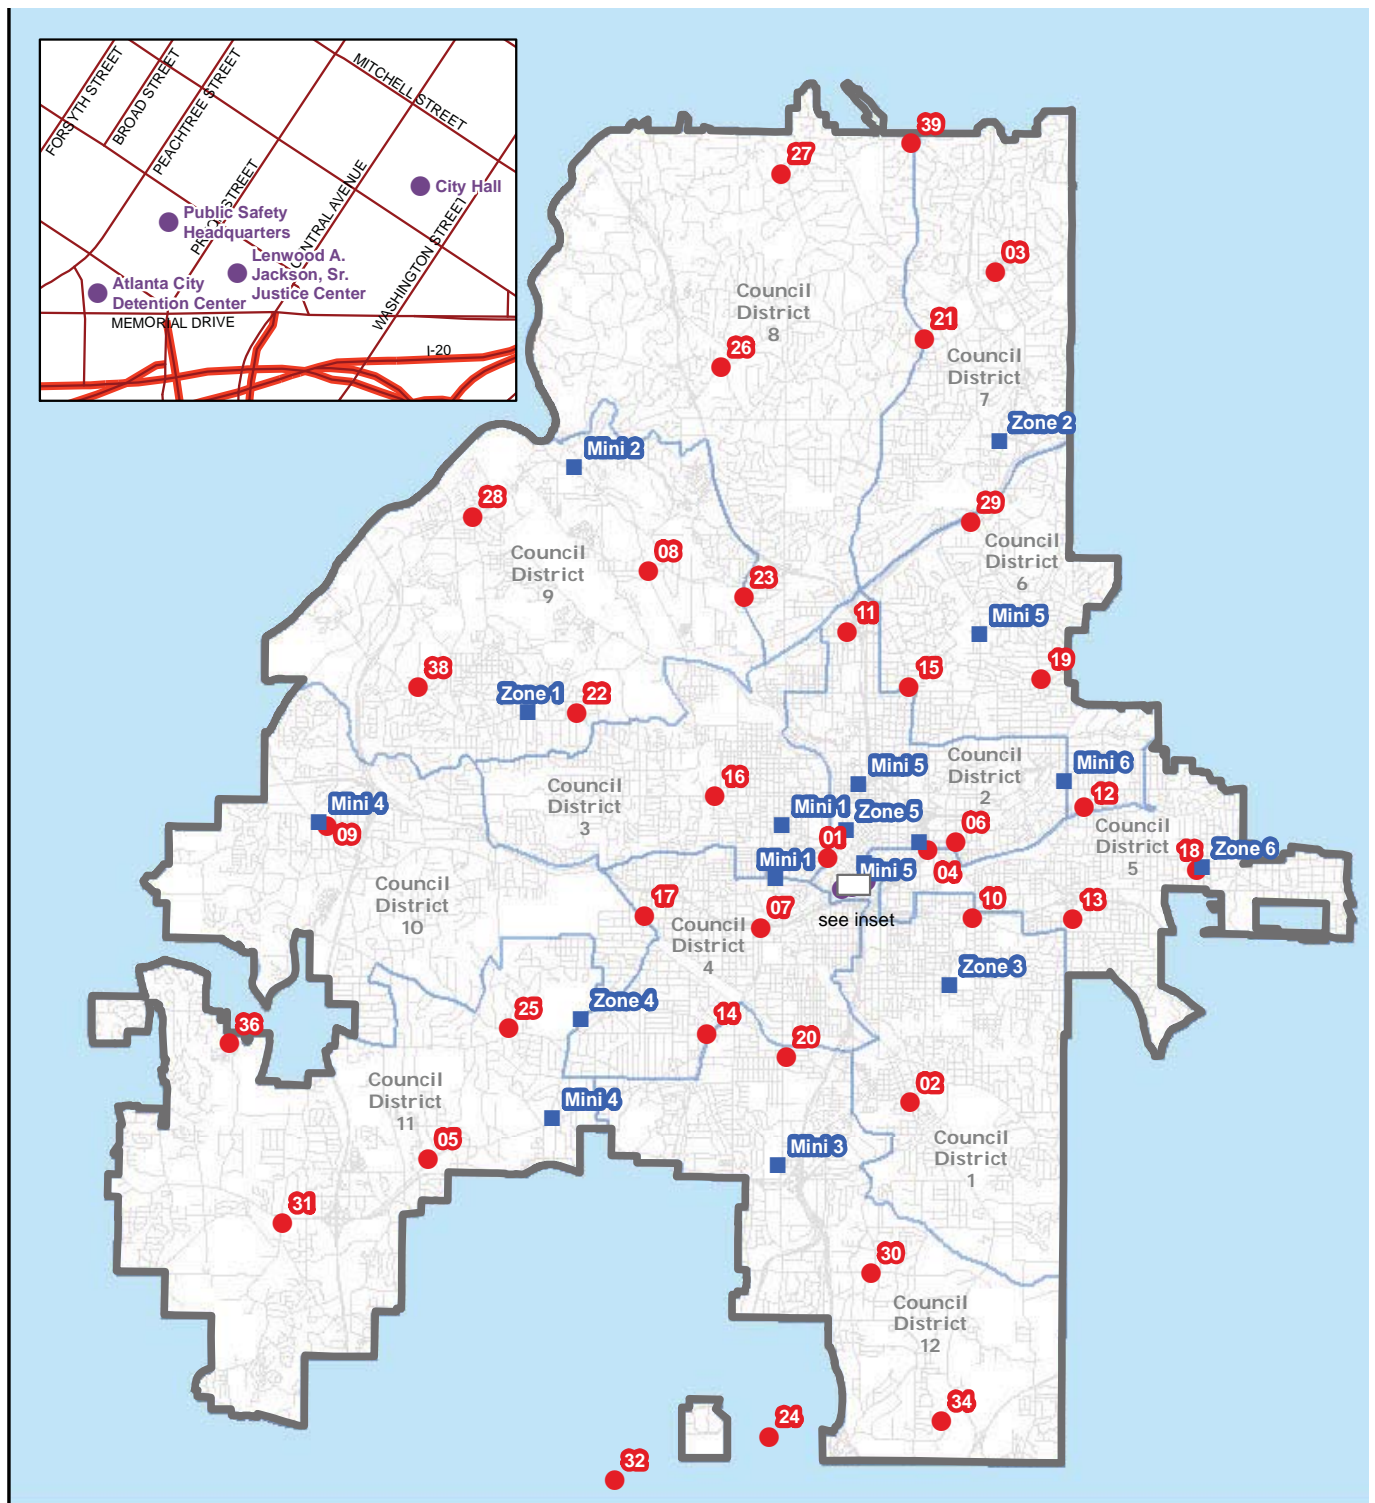 FORSYTH STREET
BROAD STREET
PEACHTREE STREET
MITCHELL STREET
City Hall
Public Safety
Headquarters
STREET
CENTRAL AVENUE
WASHINGTON STREET
Lenwood A.
Jackson, Sr.
Justice Center
Atlanta City
Detention Center
MEMORIAL DRIVE
I-20
39
27
03
Council
District
8
21
26
Council
District
7
Zone 2
Mini 2
28
29
Council
District
6
08
Council
District
9
23
11
Mini 5
19
38
15
Zone 1
22
Council
District
2
Mini 5
Mini 6
16
Council
District
3
Mini 4
09
Mini 1
Zone 5
12
01
06
Council
District
5
18
Zone 6
Mini 1
Mini 5
04
Council
District
10
17
07
see inset
10
13
Council
District
4
Zone 3
25
Zone 4
14
36
20
Council
District
11
02
Mini 4
05
Mini 3
Council
District
1
31
30
Council
District
12
34
24
32